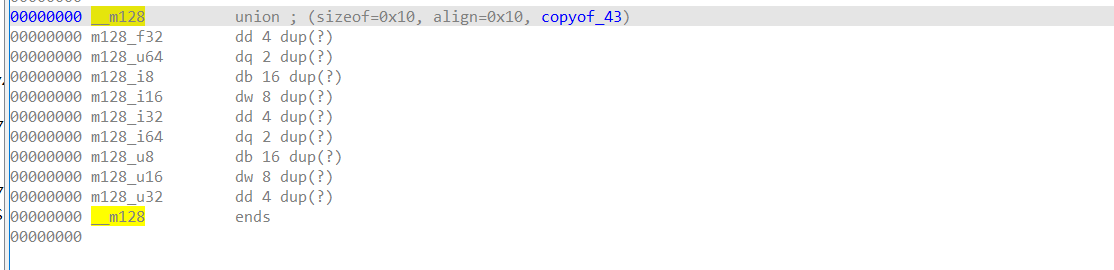 00000000 __m128 union ; (sizeof=0x10, align=0x10, copyof_43)
00000000 m128_f32 dd 4 dup(?)
00000000 m128_u64 dq 2 dup(?)
00000000 m128_i8 db 16 dup(?)
00000000 m128_i16 dw 8 dup(?)
00000000 m128_i32 dd 4 dup(?)
00000000 m128_i64 dq 2 dup(?)
00000000 m128_u8 db 16 dup(?)
00000000 m128_u16 dw 8 dup(?)
00000000 m128_u32 dd 4 dup(?)
00000000 __m128 ends
00000000